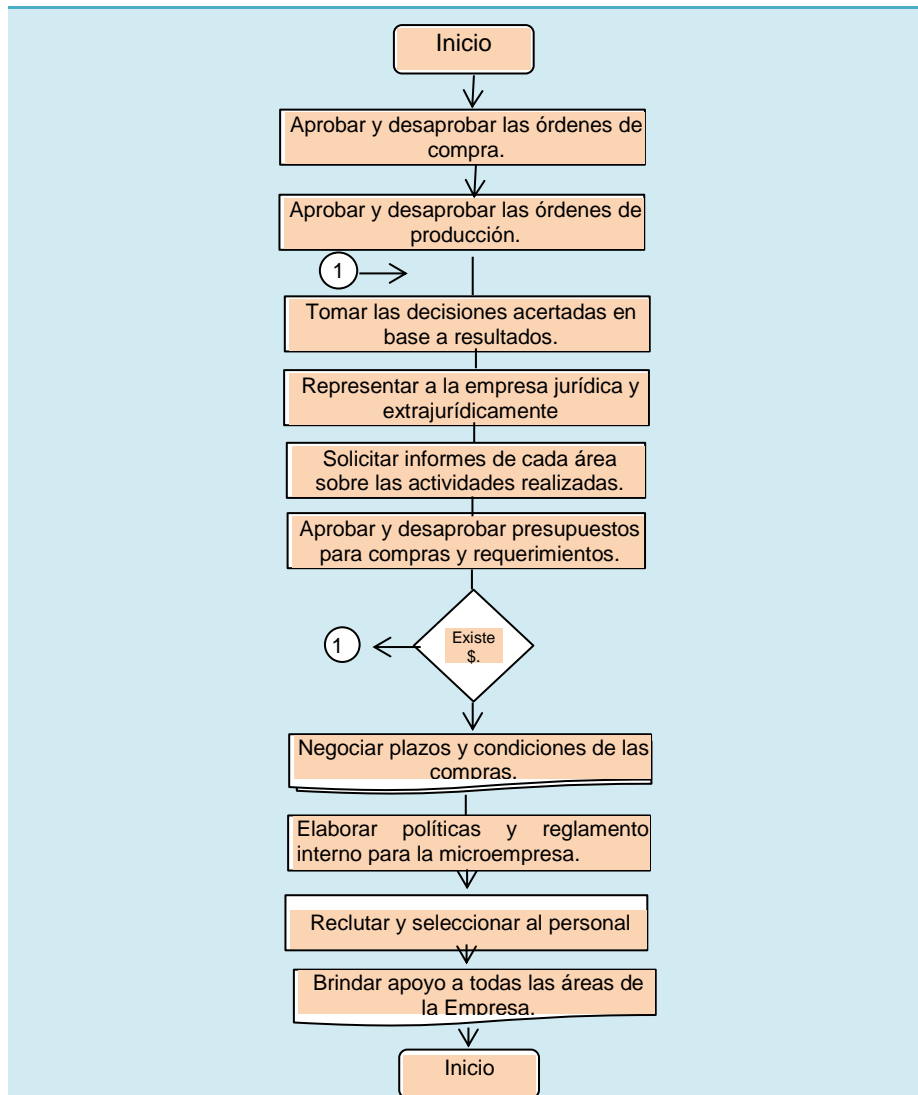 Inicio
Aprobar y desaprobar las órdenes de
compra.
Aprobar y desaprobar las órdenes de
producción.
1
Tomar las decisiones acertadas en
base a resultados.
Representar a la empresa jurídica y
extrajurídicamente
Solicitar informes de cada área
sobre las actividades realizadas.
Aprobar y desaprobar presupuestos
para compras y requerimientos.
Existe
$.
1
Negociar plazos y condiciones de las
compras.
Elaborar políticas y reglamento
interno para la microempresa.
Reclutar y seleccionar al personal
Brindar apoyo a todas las áreas de
la Empresa.
Inicio